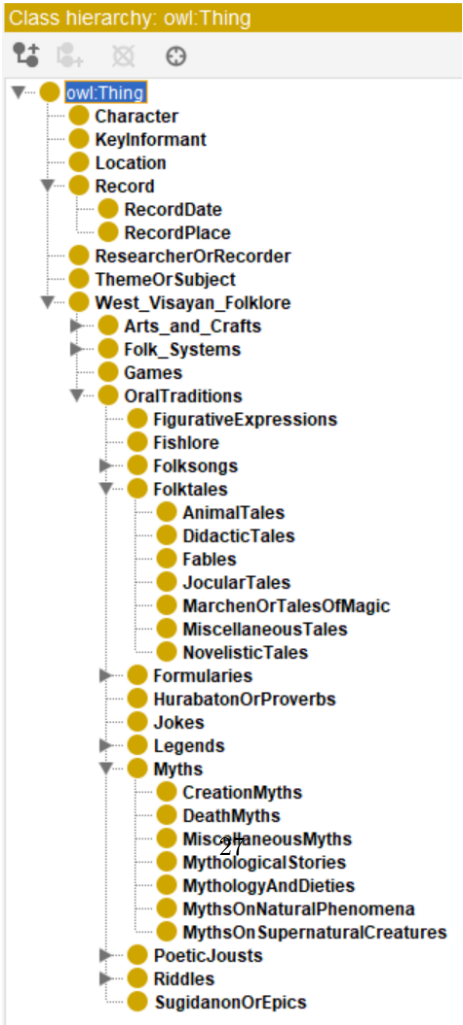 Class hierarchy: owl:Thing
owl:Thing
Character
KeyInformant
Location
Record
RecordDate
RecordPlace
ResearcherOrRecorder
ThemeOrSubject
West_Visayan_Folklore
Arts_and_Crafts
Folk_Systems
Games
OralTraditions
FigurativeExpressions
Fishlore
Folksongs
Folktales
AnimalTales
DidacticTales
Fables
JocularTales
MarchenOrTalesOfMagic
MiscellaneousTales
NovelisticTales
Formularies
HurabatonOrProverbs
Jokes
Legends
Myths
CreationMyths
DeathMyths
MiscellaneousMyths
27
MythologicalStories
MythologyAndDieties
MythsOnNaturalPhenomena
MythsOnSupernaturalCreatures
PoeticJousts
Riddles
SugidanonOrEpics